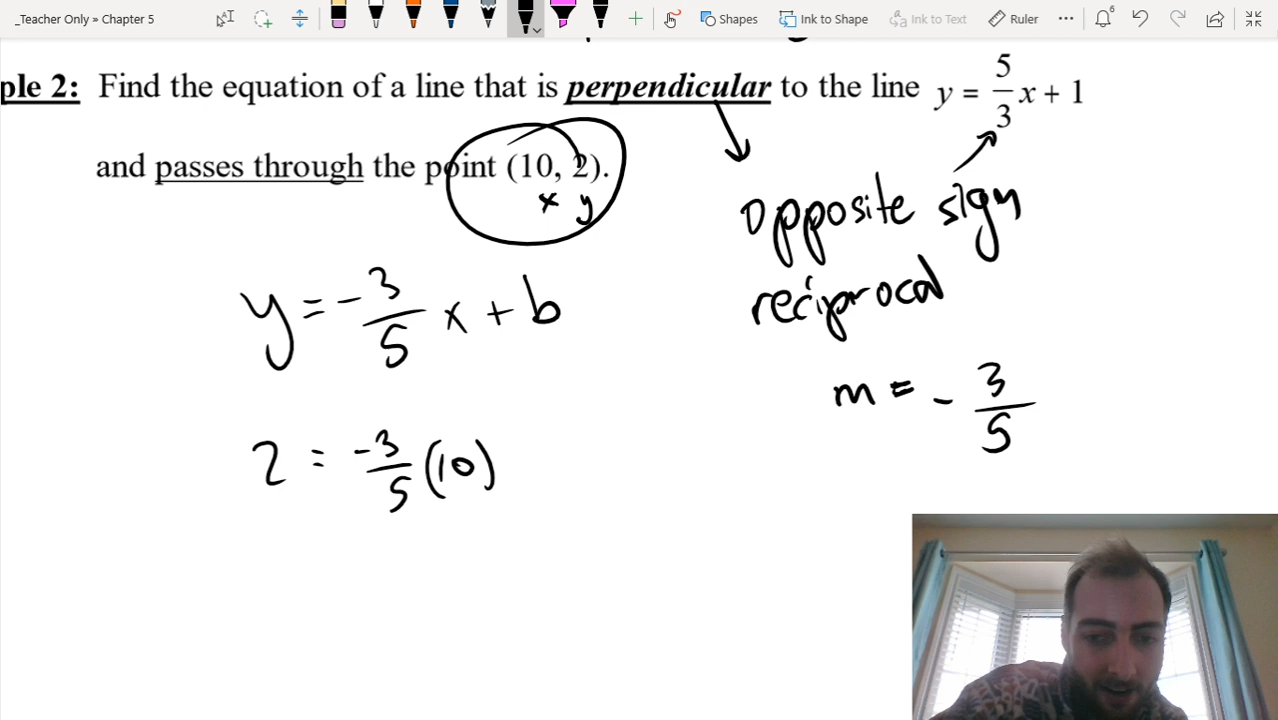 _Teacher Only » Chapter 5
Shapes
Ink to Shape
Ink to Text
Ruler
6
ple 2: Find the equation of a line that is perpendicular to the line y = 5/3 x + 1
and passes through the point (10, 2).
x y
opposite sign
reciprocal
y = -3/5 x + b
m = -3/5
2 = -3/5 (10)